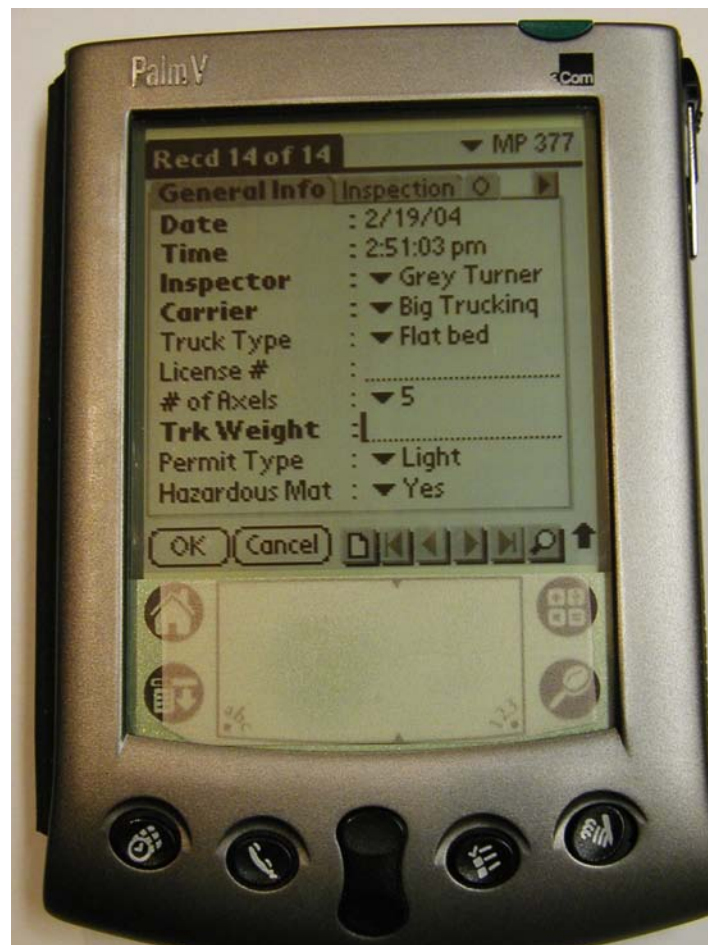 PalmV
3Com
Recd 14 of 14 MP 377
General Info Inspection O
Date : 2/19/04
Time : 2:51:03 pm
Inspector : Grey Turner
Carrier : Big Trucking
Truck Type : Flat bed
License # :
# of Axels : 5
Trk Weight :
Permit Type : Light
Hazardous Mat : Yes
OK Cancel
abc 123